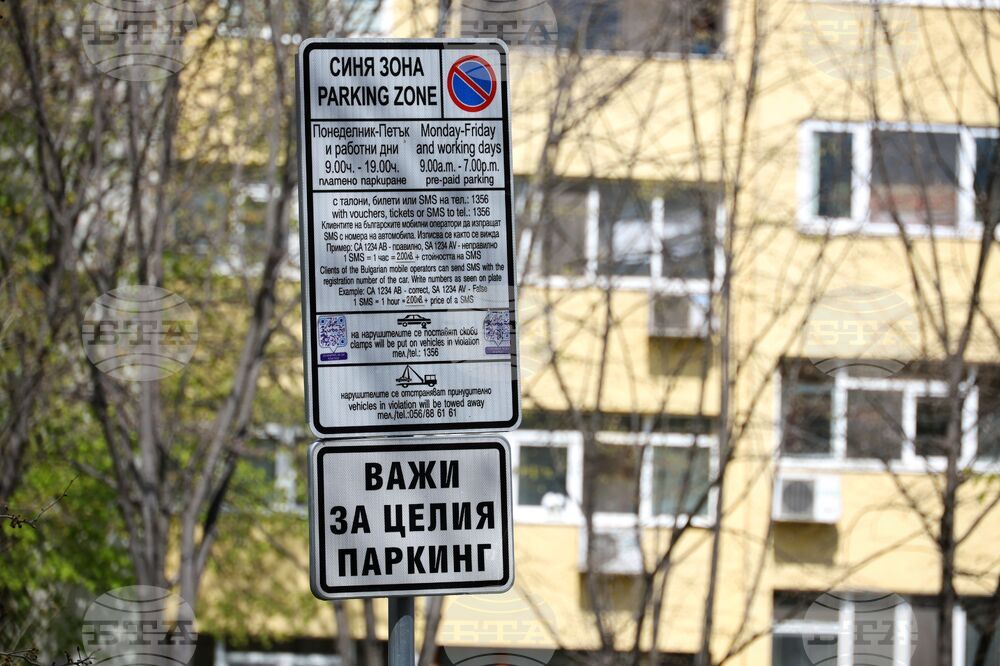 СИНЯ ЗОНА
PARKING ZONE
Понеделник-Петък
и работни дни
9.00ч. - 19.00ч.
платено паркиране
Monday-Friday
and working days
9.00a.m. - 7.00p.m.
pre-paid parking
с талони, билети или SMS на тел.: 1356
with vouchers, tickets or SMS to tel.: 1356
Клиентите на българските мобилни оператори да изпращат
SMS с номера на автомобила. Изписва се както се вижда
Пример: СА 1234 АВ - правилно, SA 1234 AV - неправилно
1 SMS = 1 час = 2.00лв. + стойността на SMS
Clients of the Bulgarian mobile operators can send SMS with the
registration number of the car. Write numbers as seen on plate
Example: CA 1234 AB - correct, SA 1234 AV - False
1 SMS = 1 hour = 2.00лв. + price of a SMS
на нарушителите се поставят скоби
clamps will be put on vehicles in violation
тел./tel.: 1356
нарушителите се отстраняват принудително
vehicles in violation will be towed away
тел./tel.:056/88 61 61
ВАЖИ
ЗА ЦЕЛИЯ
ПАРКИНГ
BTA